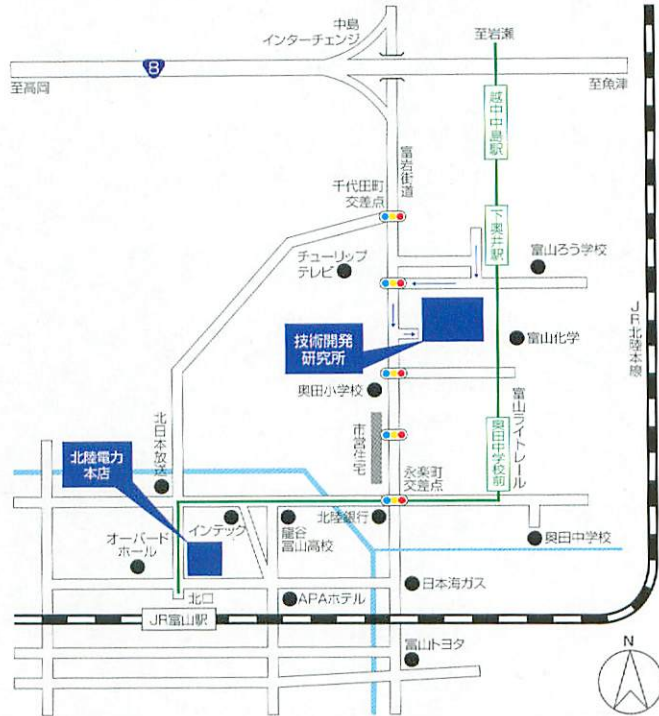 中島
インターチェンジ
至岩瀬
8
至高岡
至魚津
越中中島駅
富岩街道
千代田町
交差点
下奥井駅
チューリップ
テレビ
富山ろう学校
JR北陸本線
技術開発
研究所
富山化学
奥田小学校
富山ライトレール
北日本放送
市営住宅
奥田中学校前
北陸電力
本店
永楽町
交差点
インテック
龍谷
富山高校
北陸銀行
オーバード
ホール
奥田中学校
日本海ガス
北口
APAホテル
JR富山駅
富山トヨタ
N